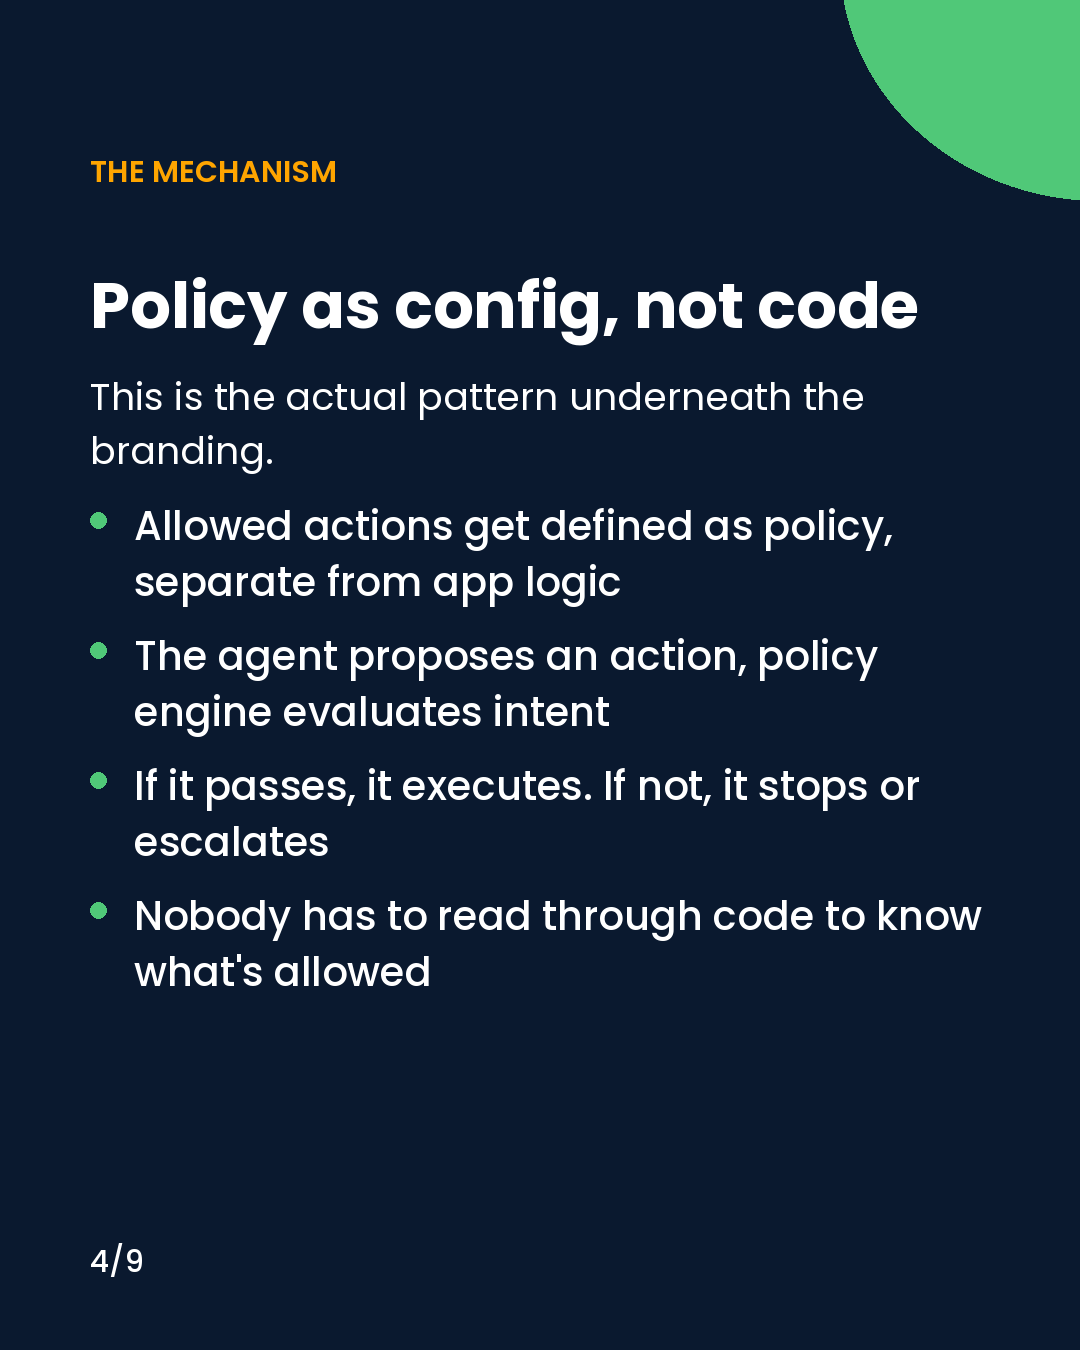 THE MECHANISM
Policy as config, not code
This is the actual pattern underneath the
branding.
Allowed actions get defined as policy,
separate from app logic
The agent proposes an action, policy
engine evaluates intent
If it passes, it executes. If not, it stops or
escalates
Nobody has to read through code to know
what's allowed
4/9